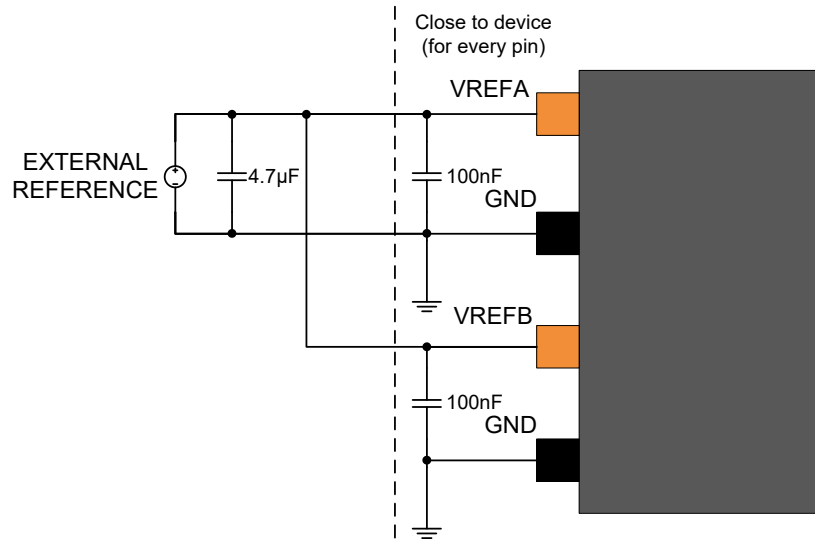 Close to device
(for every pin)
VREFA
EXTERNAL
REFERENCE
+
-
4.7µF
100nF
GND
VREFB
100nF
GND